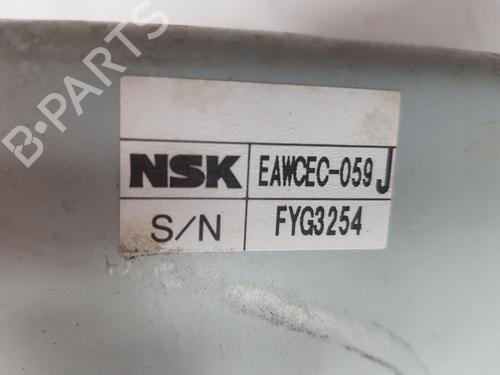 NSK EAWCEC-059 J
S/N FYG3254
B-PARTS